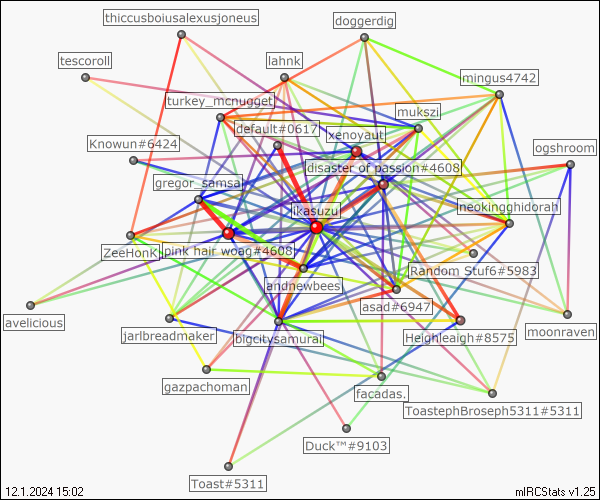 thiccusboiusalexusjoneus
doggerdig
tescoroll
lahnk
mingus4742
turkey_mcnugget
mukszi
default#0617
xenoyaut
Knowun#6424
ogshroom
disaster of passion#4608
gregor_samsa
ikasuzu
neokingghidorah
ZeeHonk
pink hair woag#4608
Random Stuf6#5983
andnewbees
asad#6947
avelicious
jarlbreadmaker
bigcitysamurai
Heighleaigh#8575
moonraven
gazpachoman
facadas.
ToastephBroseph5311#5311
Duck™#9103
Toast#5311
12.1.2024 15:02
mIRCStats v1.25